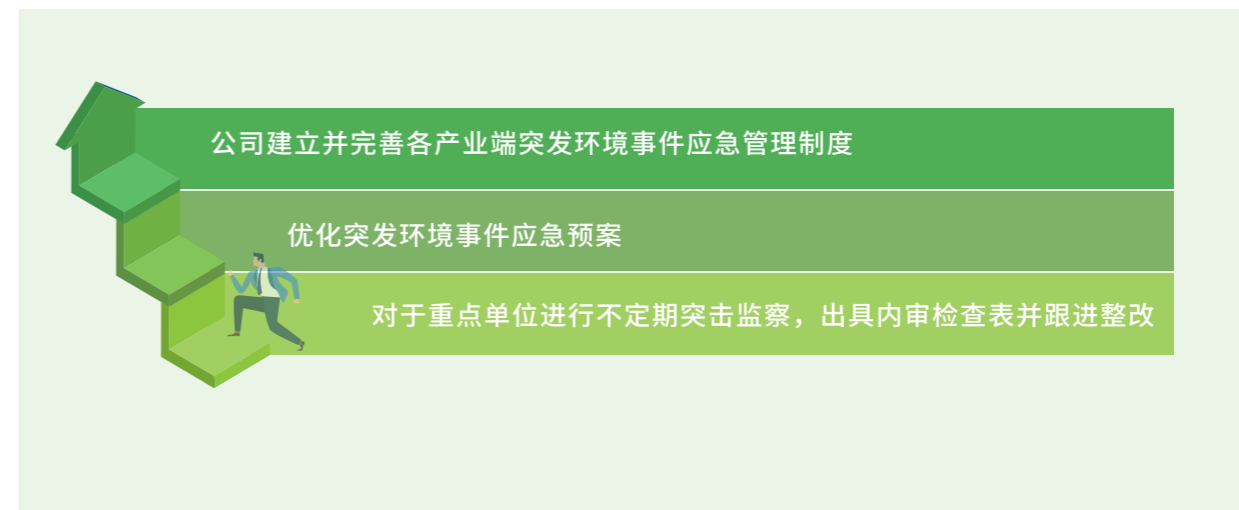 公司建立并完善各产业端突发环境事件应急管理制度
优化突发环境事件应急预案
对于重点单位进行不定期突击监察，出具内审检查表并跟进整改